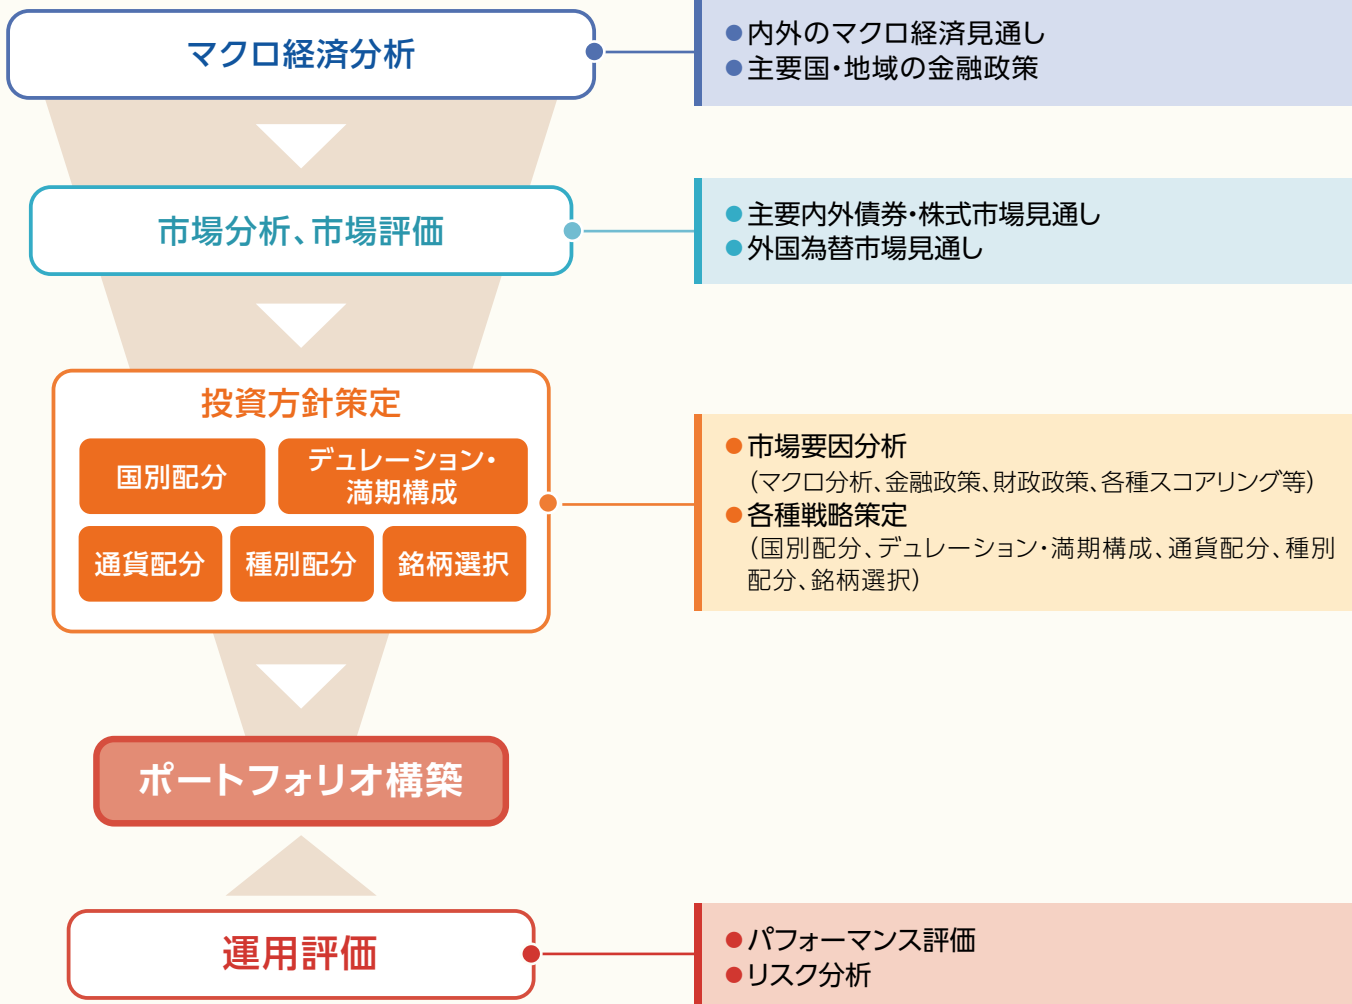 マクロ経済分析
●内外のマクロ経済見通し
●主要国・地域の金融政策
市場分析、市場評価
●主要内外債券・株式市場見通し
●外国為替市場見通し
投資方針策定
国別配分
デュレーション・
満期構成
通貨配分
種別配分
銘柄選択
●市場要因分析
（マクロ分析、金融政策、財政政策、各種スコアリング等）
●各種戦略策定
（国別配分、デュレーション・満期構成、通貨配分、種別
配分、銘柄選択）
ポートフォリオ構築
運用評価
●パフォーマンス評価
●リスク分析